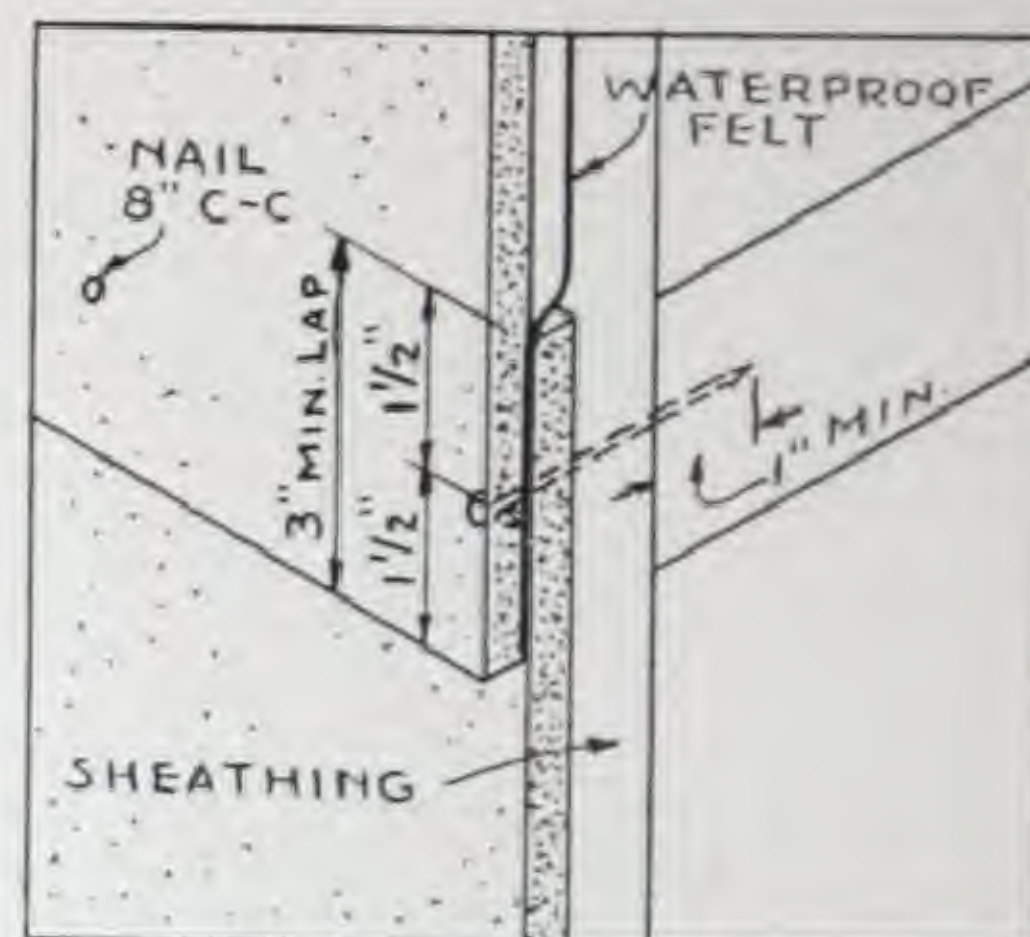 WATERPROOF
FELT
NAIL
8" C-C
3" MIN. LAP
1 1/2"
1 1/2"
1" MIN.
SHEATHING